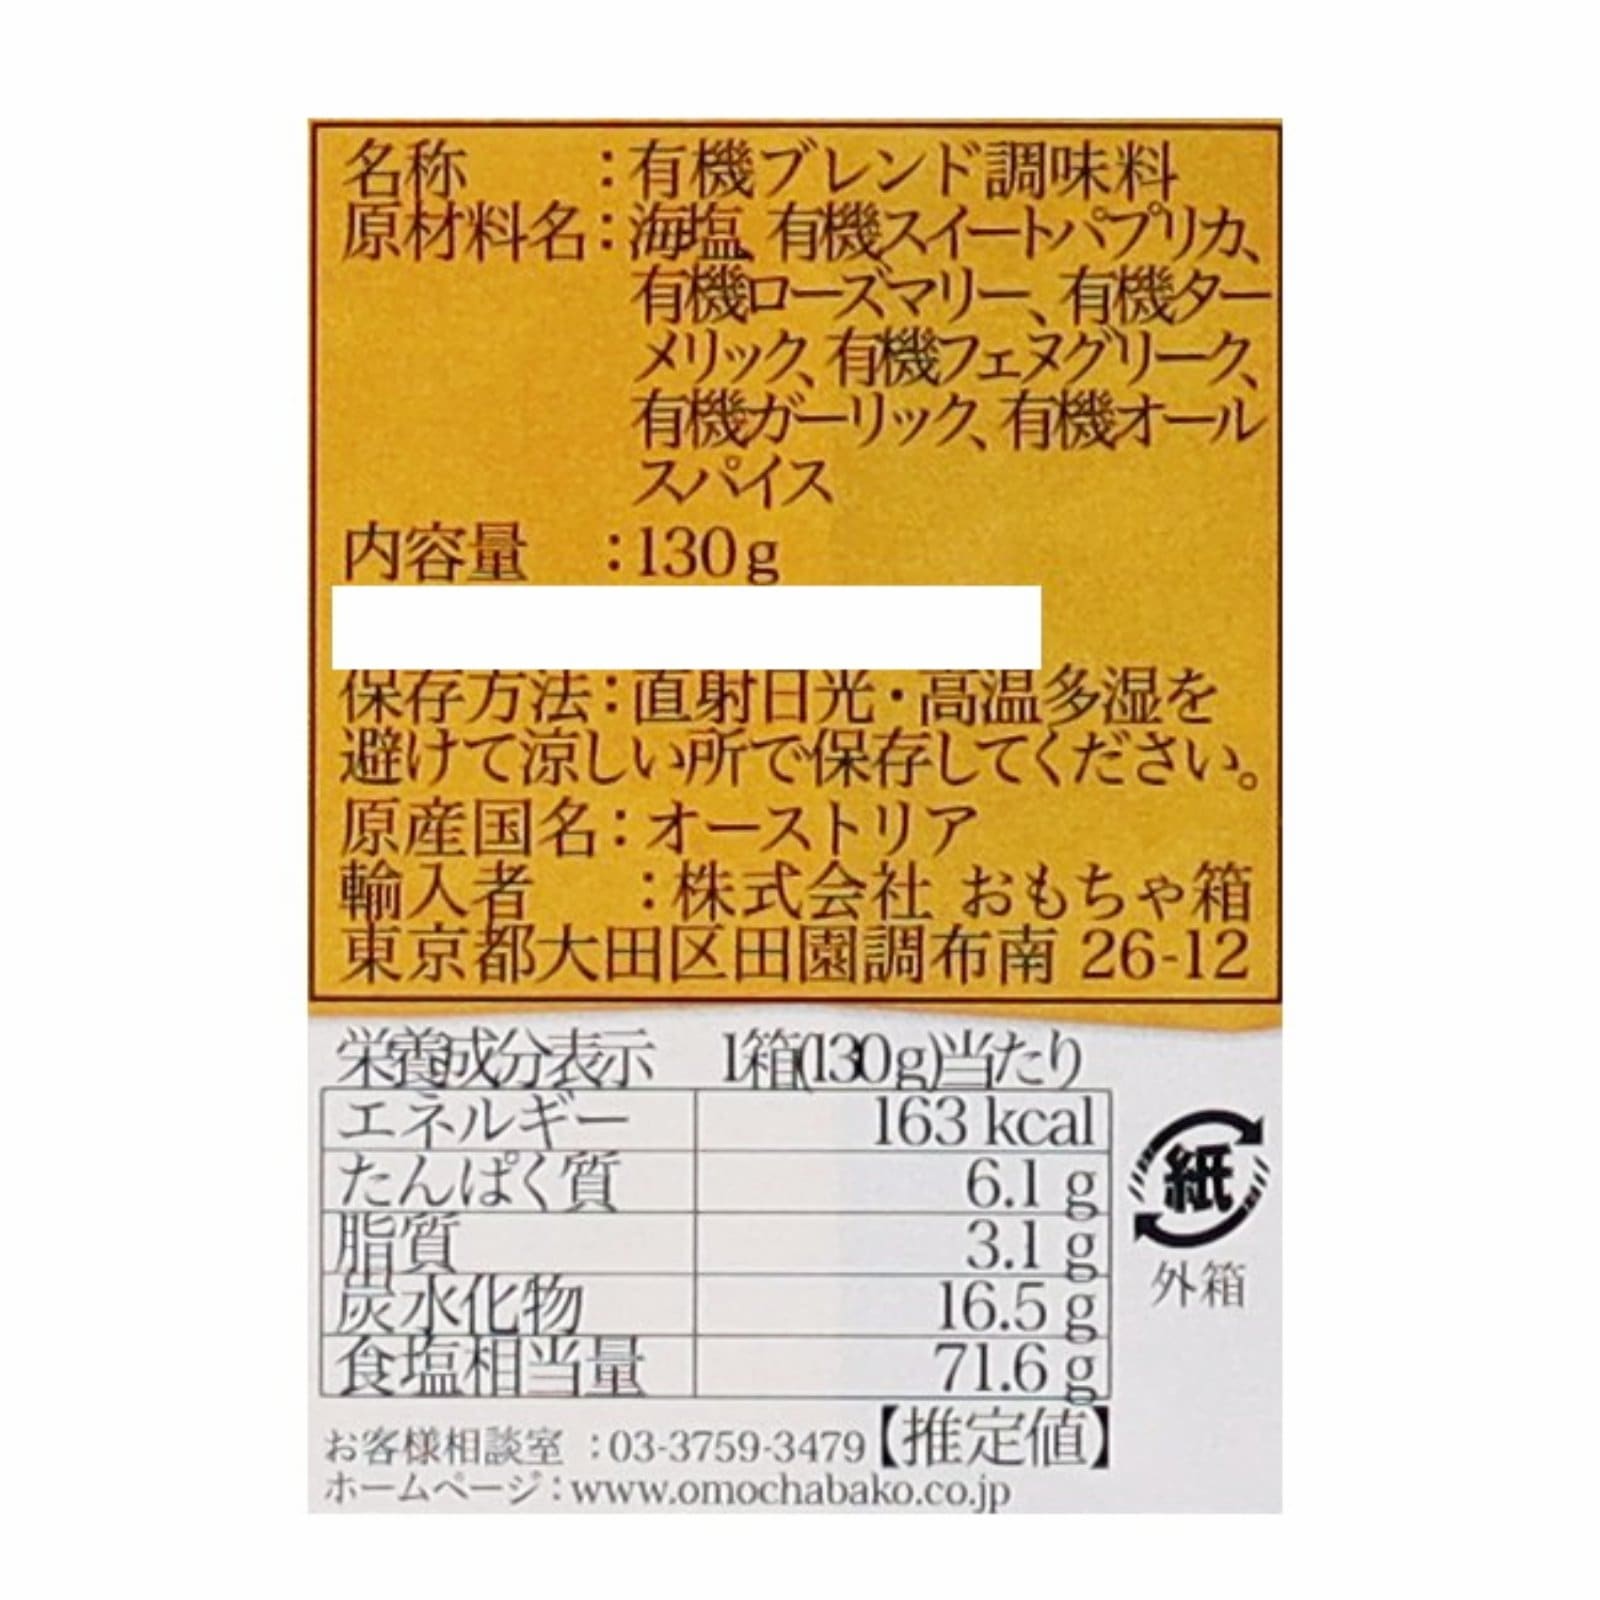 名称　　：有機ブレンド調味料
原材料名：海塩、有機スイートパプリカ、
有機ローズマリー、有機ター
メリック、有機フェヌグリーク、
有機ガーリック、有機オール
スパイス
内容量　：130g
保存方法：直射日光・高温多湿を
避けて涼しい所で保存してください。
原産国名：オーストリア
輸入者　：株式会社 おもちゃ箱
東京都大田区田園調布南 26-12
栄養成分表示　1箱(130g)当たり
エネルギー 163 kcal
たんぱく質 6.1 g
脂質 3.1 g
炭水化物 16.5 g
食塩相当量 71.6 g
紙
外箱
お客様相談室 ：03-3759-3479【推定値】
ホームページ：www.omochabako.co.jp